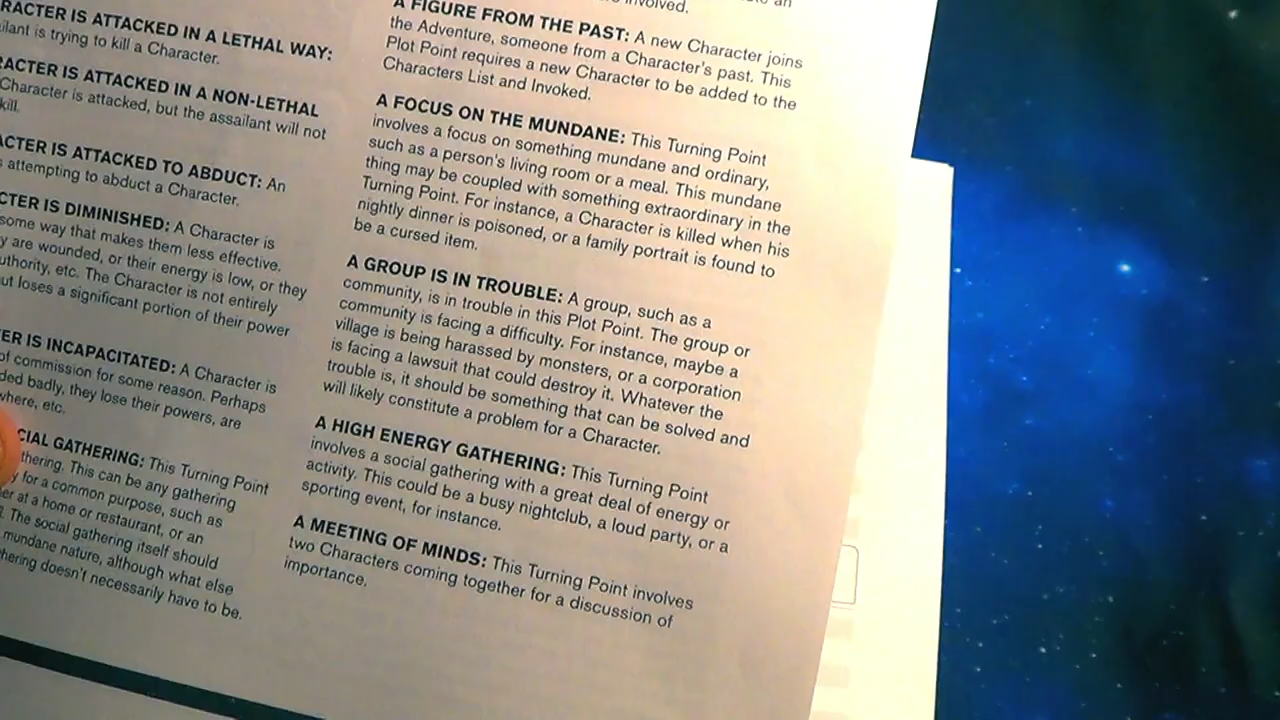 RACTER IS ATTACKED IN A LETHAL WAY:
ailant is trying to kill a Character.
RACTER IS ATTACKED IN A NON-LETHAL
Character is attacked, but the assailant will not
kill.
ACTER IS ATTACKED TO ABDUCT: An
s attempting to abduct a Character.
CTER IS DIMINISHED: A Character is
some way that makes them less effective.
y are wounded, or their energy is low, or they
uthority, etc. The Character is not entirely
ut loses a significant portion of their power
ER IS INCAPACITATED: A Character is
of commission for some reason. Perhaps
ded badly, they lose their powers, are
where, etc.
CIAL GATHERING: This Turning Point
thering. This can be any gathering
y for a common purpose, such as
er at a home or restaurant, or an
The social gathering itself should
mundane nature, although what else
hering doesn't necessarily have to be.
involved.
A FIGURE FROM THE PAST: A new Character joins
the Adventure, someone from a Character's past. This
Plot Point requires a new Character to be added to the
Characters List and Invoked.
A FOCUS ON THE MUNDANE: This Turning Point
involves a focus on something mundane and ordinary,
such as a person's living room or a meal. This mundane
thing may be coupled with something extraordinary in the
Turning Point. For instance, a Character is killed when his
nightly dinner is poisoned, or a family portrait is found to
be a cursed item.
A GROUP IS IN TROUBLE: A group, such as a
community, is in trouble in this Plot Point. The group or
community is facing a difficulty. For instance, maybe a
village is being harassed by monsters, or a corporation
is facing a lawsuit that could destroy it. Whatever the
trouble is, it should be something that can be solved and
will likely constitute a problem for a Character.
A HIGH ENERGY GATHERING: This Turning Point
involves a social gathering with a great deal of energy or
activity. This could be a busy nightclub, a loud party, or a
sporting event, for instance.
A MEETING OF MINDS: This Turning Point involves
two Characters coming together for a discussion of
importance.